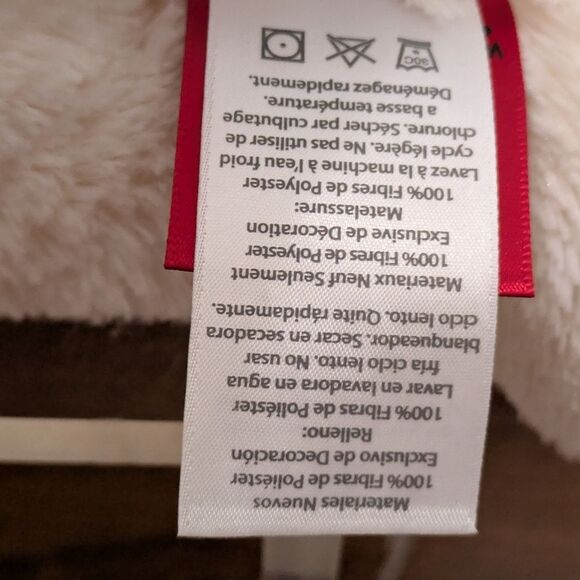 Materiales Nuevos
100% Fibras de Poliéster
Exclusivo de Decoración
Relleno:
100% Fibras de Poliéster
Lavar en lavadora en agua
fría ciclo lento. No usar
blanqueador. Secar en secadora
ciclo lento. Quite rápidamente.
Materiaux Neuf Seulement
100% Fibres de Polyester
Exclusive de Décoration
Matelassure:
100% Fibres de Polyester
Lavez à la machine à l'eau froid
cycle légère. Ne pas utiliser de
chlorure. Sécher par culbutage
a basse température.
Déménagez rapidement.
30C